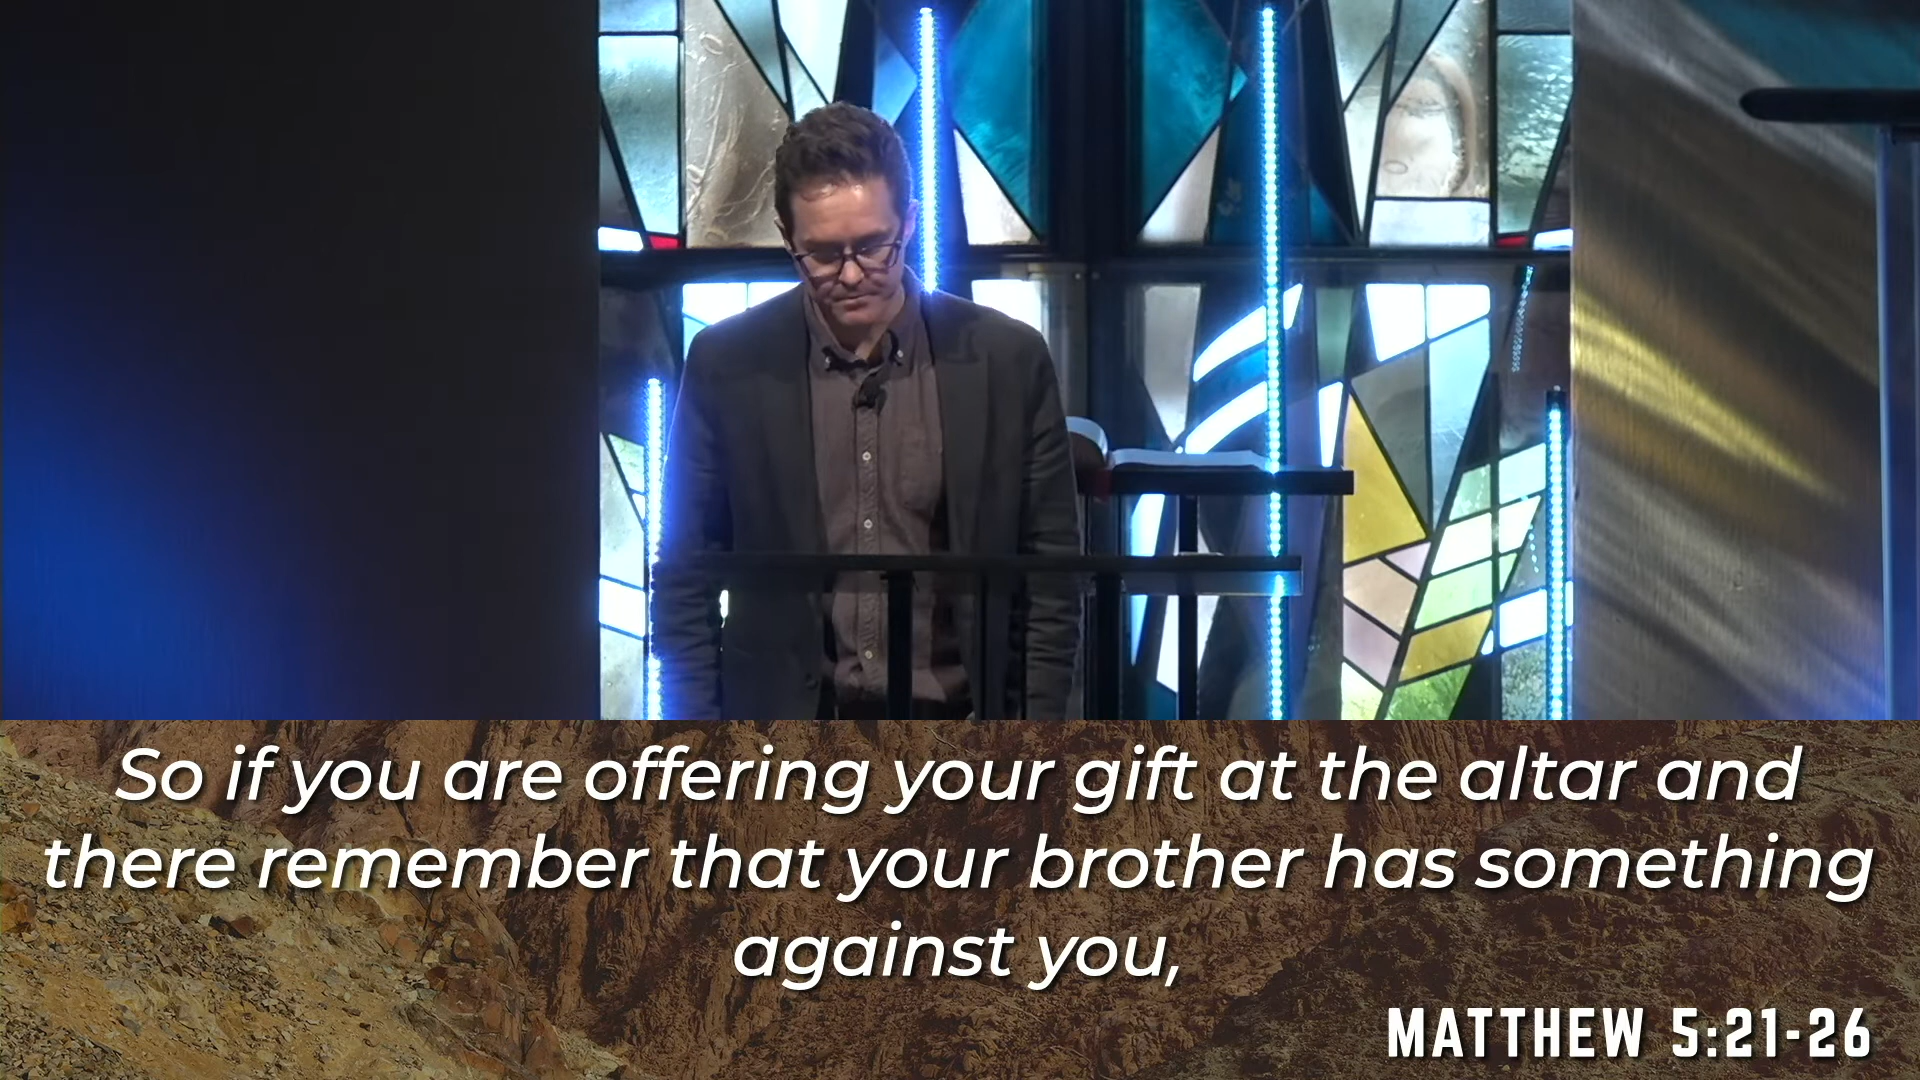 So if you are offering your gift at the altar and
there remember that your brother has something
against you,
MATTHEW 5:21-26